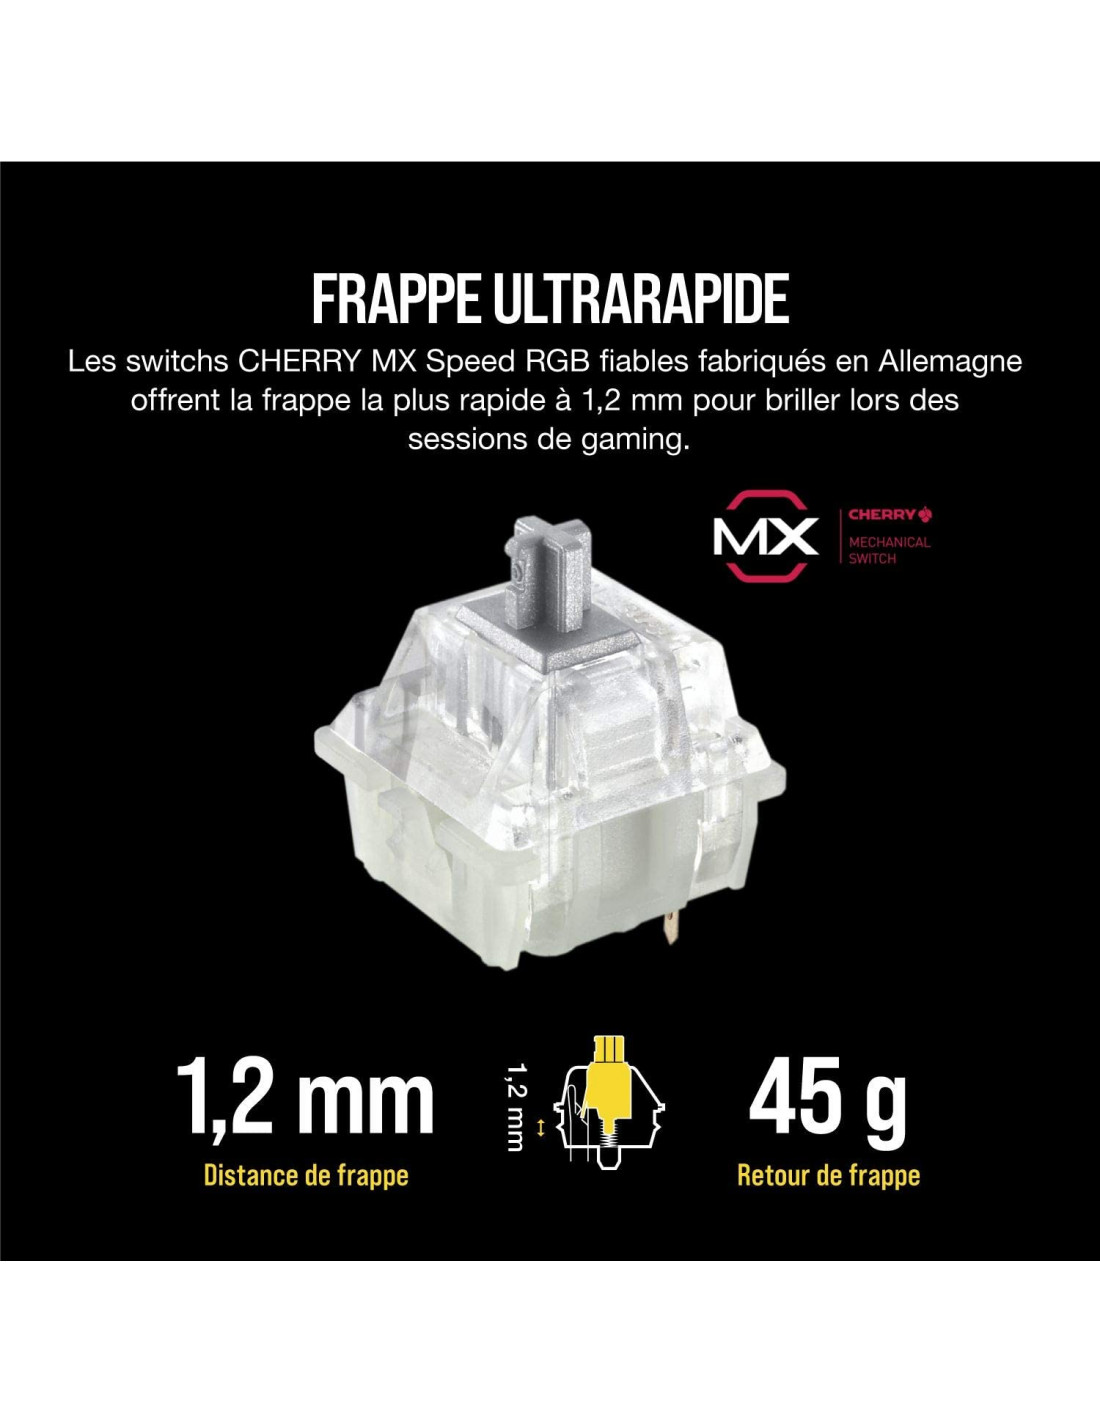 FRAPPE ULTRARAPIDE
Les switchs CHERRY MX Speed RGB fiables fabriqués en Allemagne
offrent la frappe la plus rapide à 1,2 mm pour briller lors des
sessions de gaming.
MX
CHERRY
MECHANICAL
SWITCH
1,2 mm
Distance de frappe
1,2 mm
45 g
Retour de frappe